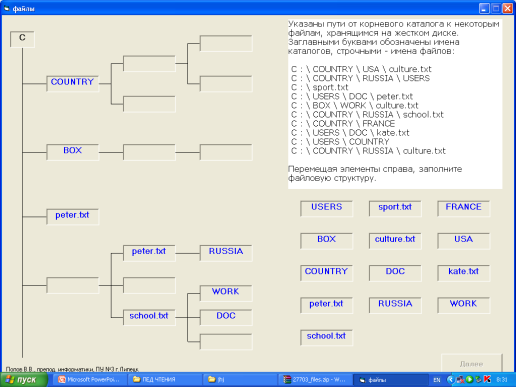 файлы
C
COUNTRY
BOX
peter.txt
peter.txt
RUSSIA
WORK
school.txt
DOC
Указаны пути от корневого каталога к некоторым
файлам, хранящимся на жестком диске.
Заглавными буквами обозначены имена
каталогов, строчными - имена файлов:
C : \ COUNTRY \ USA \ culture.txt
C : \ COUNTRY \ RUSSIA \ USERS
C : \ sport.txt
C : \ USERS \ DOC \ peter.txt
C : \ BOX \ WORK \ culture.txt
C : \ COUNTRY \ RUSSIA \ school.txt
C : \ COUNTRY \ FRANCE
C : \ USERS \ DOC \ kate.txt
C : \ USERS \ COUNTRY
C : \ COUNTRY \ RUSSIA \ culture.txt
Перемещая элементы справа, заполните
файловую структуру.
USERS sport.txt FRANCE
BOX culture.txt USA
COUNTRY DOC kate.txt
peter.txt RUSSIA WORK
school.txt
Далее
Попов В.В., препод. информатики, ПУ №3 г.Липецк
пуск Microsoft PowerPo... ПЕД ЧТЕНИЯ 27703_files.zip - W... файлы EN 8:31